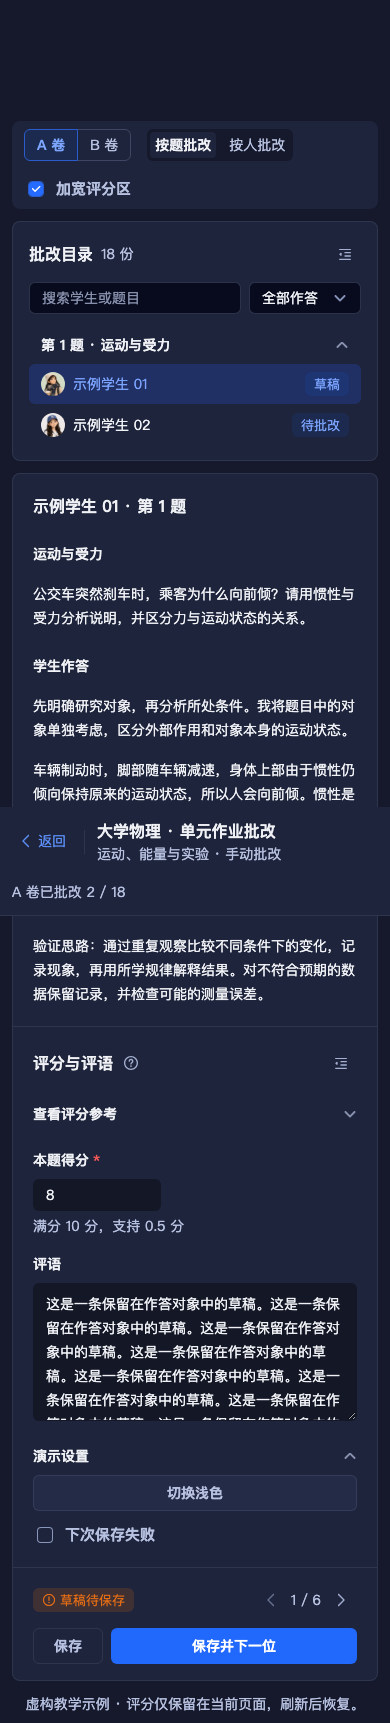 A 卷
B 卷
按题批改
按人批改
加宽评分区
批改目录 18 份
搜索学生或题目
全部作答
第 1 题 · 运动与受力
示例学生 01
草稿
示例学生 02
待批改
示例学生 01 · 第 1 题
运动与受力
公交车突然刹车时，乘客为什么向前倾？请用惯性与
受力分析说明，并区分力与运动状态的关系。
学生作答
先明确研究对象，再分析所处条件。我将题目中的对
象单独考虑，区分外部作用和对象本身的运动状态。
车辆制动时，脚部随车辆减速，身体上部由于惯性仍
倾向保持原来的运动状态，所以人会向前倾。惯性是
返回
大学物理 · 单元作业批改
运动、能量与实验 · 手动批改
A 卷已批改 2 / 18
验证思路：通过重复观察比较不同条件下的变化，记
录现象，再用所学规律解释结果。对不符合预期的数
据保留记录，并检查可能的测量误差。
评分与评语
查看评分参考
本题得分 *
8
满分 10 分，支持 0.5 分
评语
这是一条保留在作答对象中的草稿。这是一条保
留在作答对象中的草稿。这是一条保留在作答对
象中的草稿。这是一条保留在作答对象中的草
稿。这是一条保留在作答对象中的草稿。这是一
条保留在作答对象中的草稿。这是一条保留在作
答对象中的草稿。这是一条保留在作答对象中的
演示设置
切换浅色
下次保存失败
草稿待保存
1 / 6
保存
保存并下一位
虚构教学示例 · 评分仅保留在当前页面，刷新后恢复。